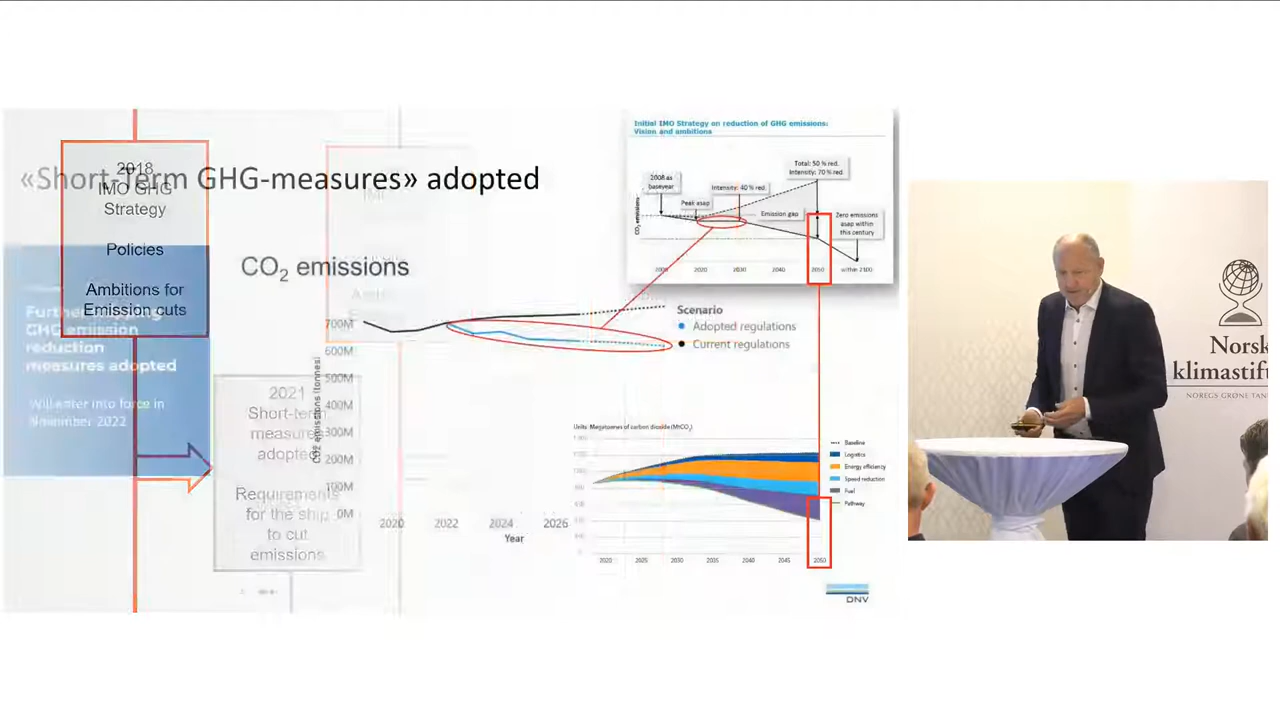 «Short-Term GHG-measures» adopted
2018
IMO GHG
Strategy
Policies
Ambitions for
Emission cuts
Further shipping
GHG emission
reduction
measures adopted
Will enter into force in
November 2022
2021
Short-term
measures
adopted
Requirements
for the ship
to cut
emissions
CO2 emissions
CO2 emissions (tonnes)
700M
600M
500M
400M
300M
200M
100M
0M
2020 2022 2024 2026
Year
Scenario
Adopted regulations
Current regulations
Initial IMO Strategy on reduction of GHG emissions:
Vision and ambitions
Total: 50 % red.
Intensity: 70 % red.
2008 as
baseyear
Intensity: 40 % red.
Peak asap
Emission gap
Zero emissions
asap within
this century
CO2 emissions
2008 2020 2030 2040 2050 within 2100
Units: Megatonnes of carbon dioxide (MtCO2)
Baseline
Logistics
Energy efficiency
Speed reduction
Fuel
Pathway
2020 2025 2030 2035 2040 2045 2050
DNV
Norsk
klimastift
NOREGS GRØNE TAN